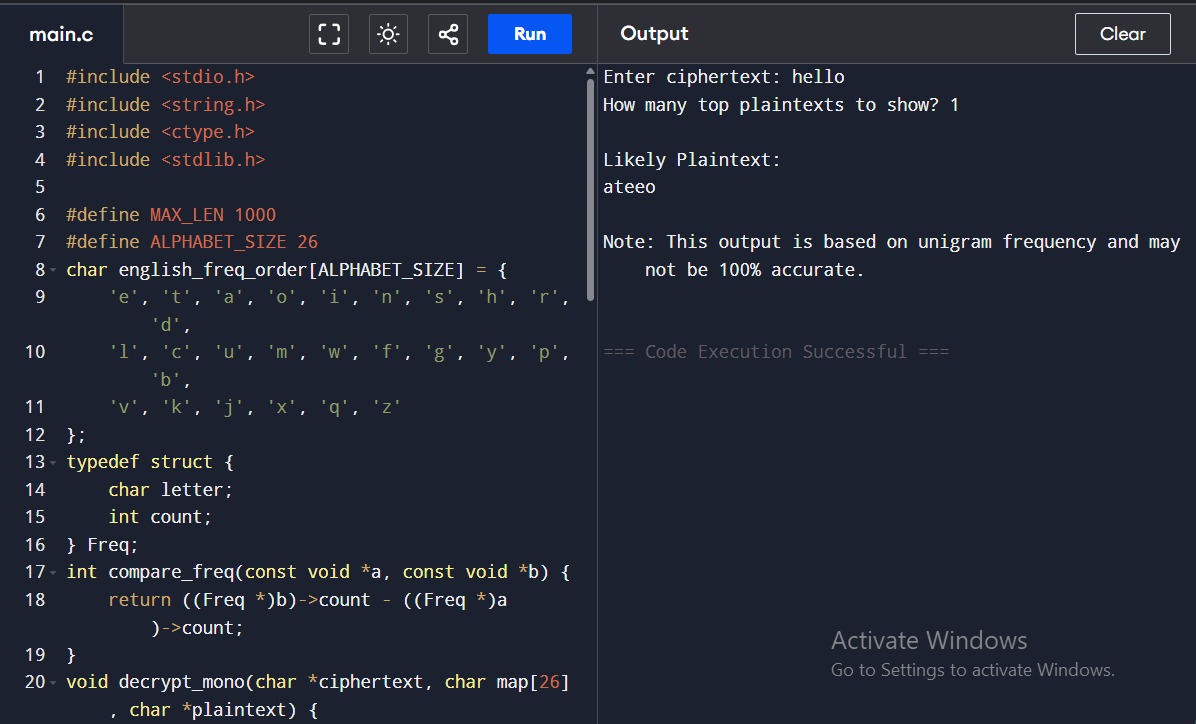 main.c
Run
Output
Clear
1 #include <stdio.h>
2 #include <string.h>
3 #include <ctype.h>
4 #include <stdlib.h>
5
6 #define MAX_LEN 1000
7 #define ALPHABET_SIZE 26
8 char english_freq_order[ALPHABET_SIZE] = {
9 'e', 't', 'a', 'o', 'i', 'n', 's', 'h', 'r',
'd',
10 'l', 'c', 'u', 'm', 'w', 'f', 'g', 'y', 'p',
'b',
11 'v', 'k', 'j', 'x', 'q', 'z'
12 };
13 typedef struct {
14 char letter;
15 int count;
16 } Freq;
17 int compare_freq(const void *a, const void *b) {
18 return ((Freq *)b)->count - ((Freq *)a
)->count;
19 }
20 void decrypt_mono(char *ciphertext, char map[26]
, char *plaintext) {
Enter ciphertext: hello
How many top plaintexts to show? 1
Likely Plaintext:
ateeo
Note: This output is based on unigram frequency and may
not be 100% accurate.
=== Code Execution Successful ===
Activate Windows
Go to Settings to activate Windows.